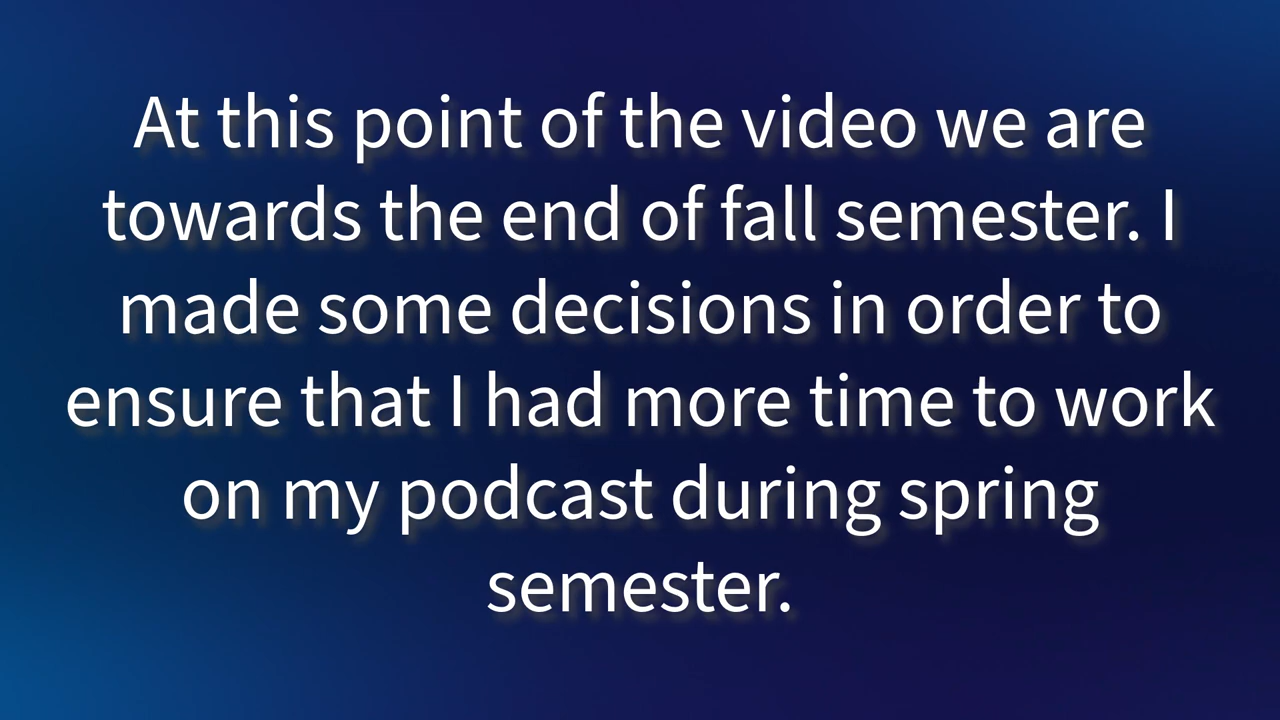 At this point of the video we are
towards the end of fall semester. I
made some decisions in order to
ensure that I had more time to work
on my podcast during spring
semester.